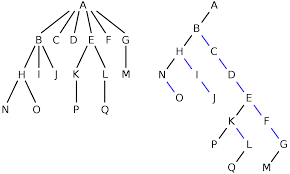 A
B C D E F G
H I J K L M
N O P Q
A
B
H C
N I D
O J E
K F
P L G
Q M